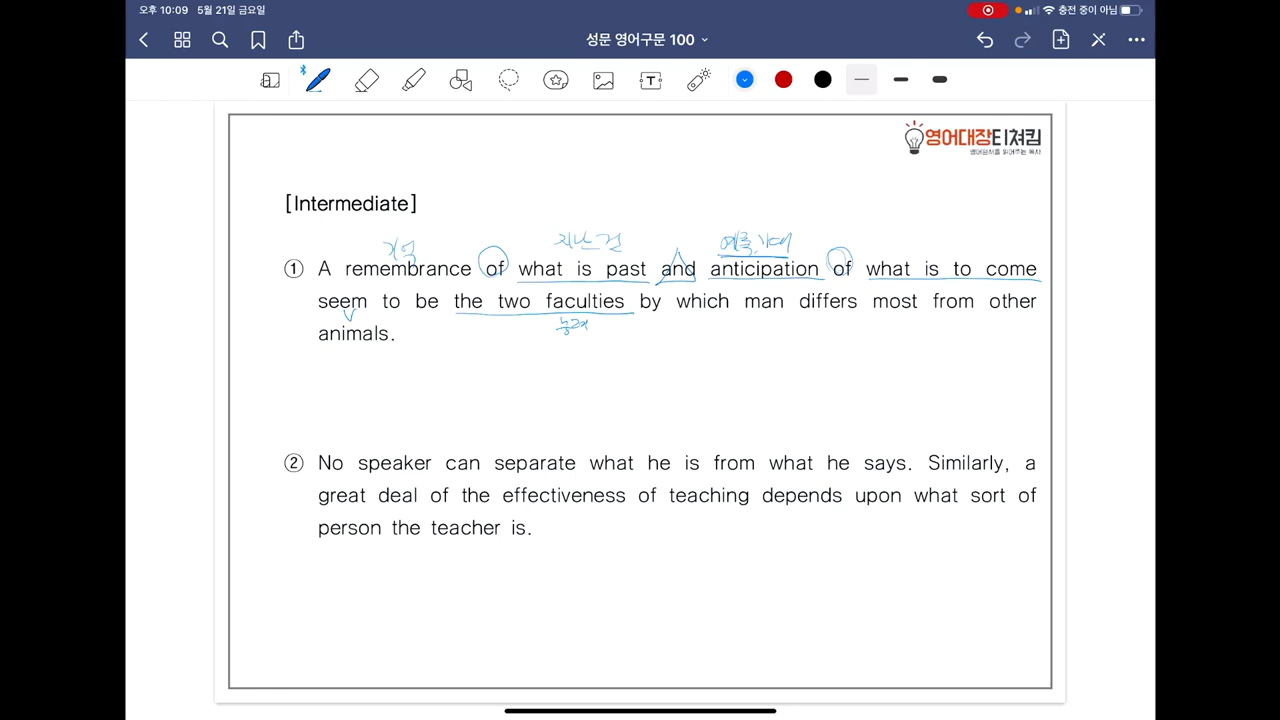 오후 10:09 5월 21일 금요일
충전 중이 아님
성문 영어구문 100
영어대장티쳐킴
[Intermediate]
기억 지난 것 예측, 기대
① A remembrance of what is past and anticipation of what is to come
seem to be the two faculties by which man differs most from other
능력
animals.
② No speaker can separate what he is from what he says. Similarly, a
great deal of the effectiveness of teaching depends upon what sort of
person the teacher is.